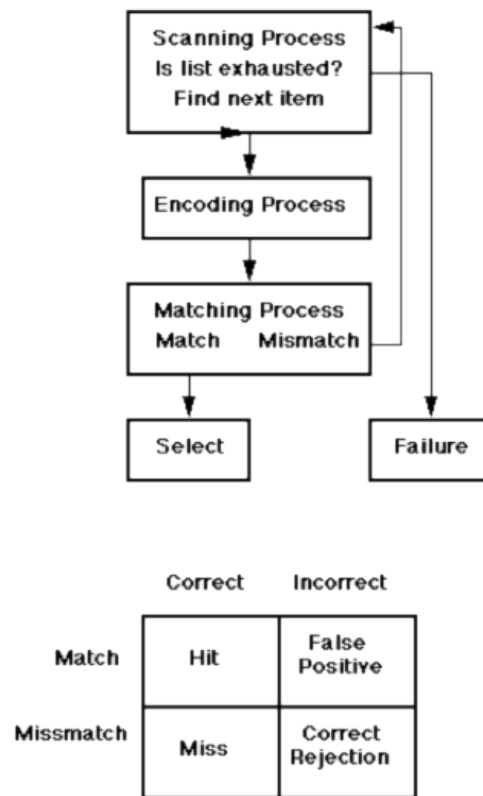 Scanning Process
Is list exhausted?
Find next item
Encoding Process
Matching Process
Match Mismatch
Select Failure
Correct Incorrect
Match Hit False Positive
Missmatch Miss Correct Rejection